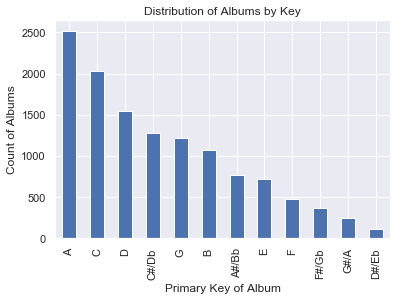 Distribution of Albums by Key
Count of Albums
2500
2000
1500
1000
500
0
A
C
D
C#/Db
G
B
A#/Bb
E
F
F#/Gb
G#/A
D#/Eb
Primary Key of Album